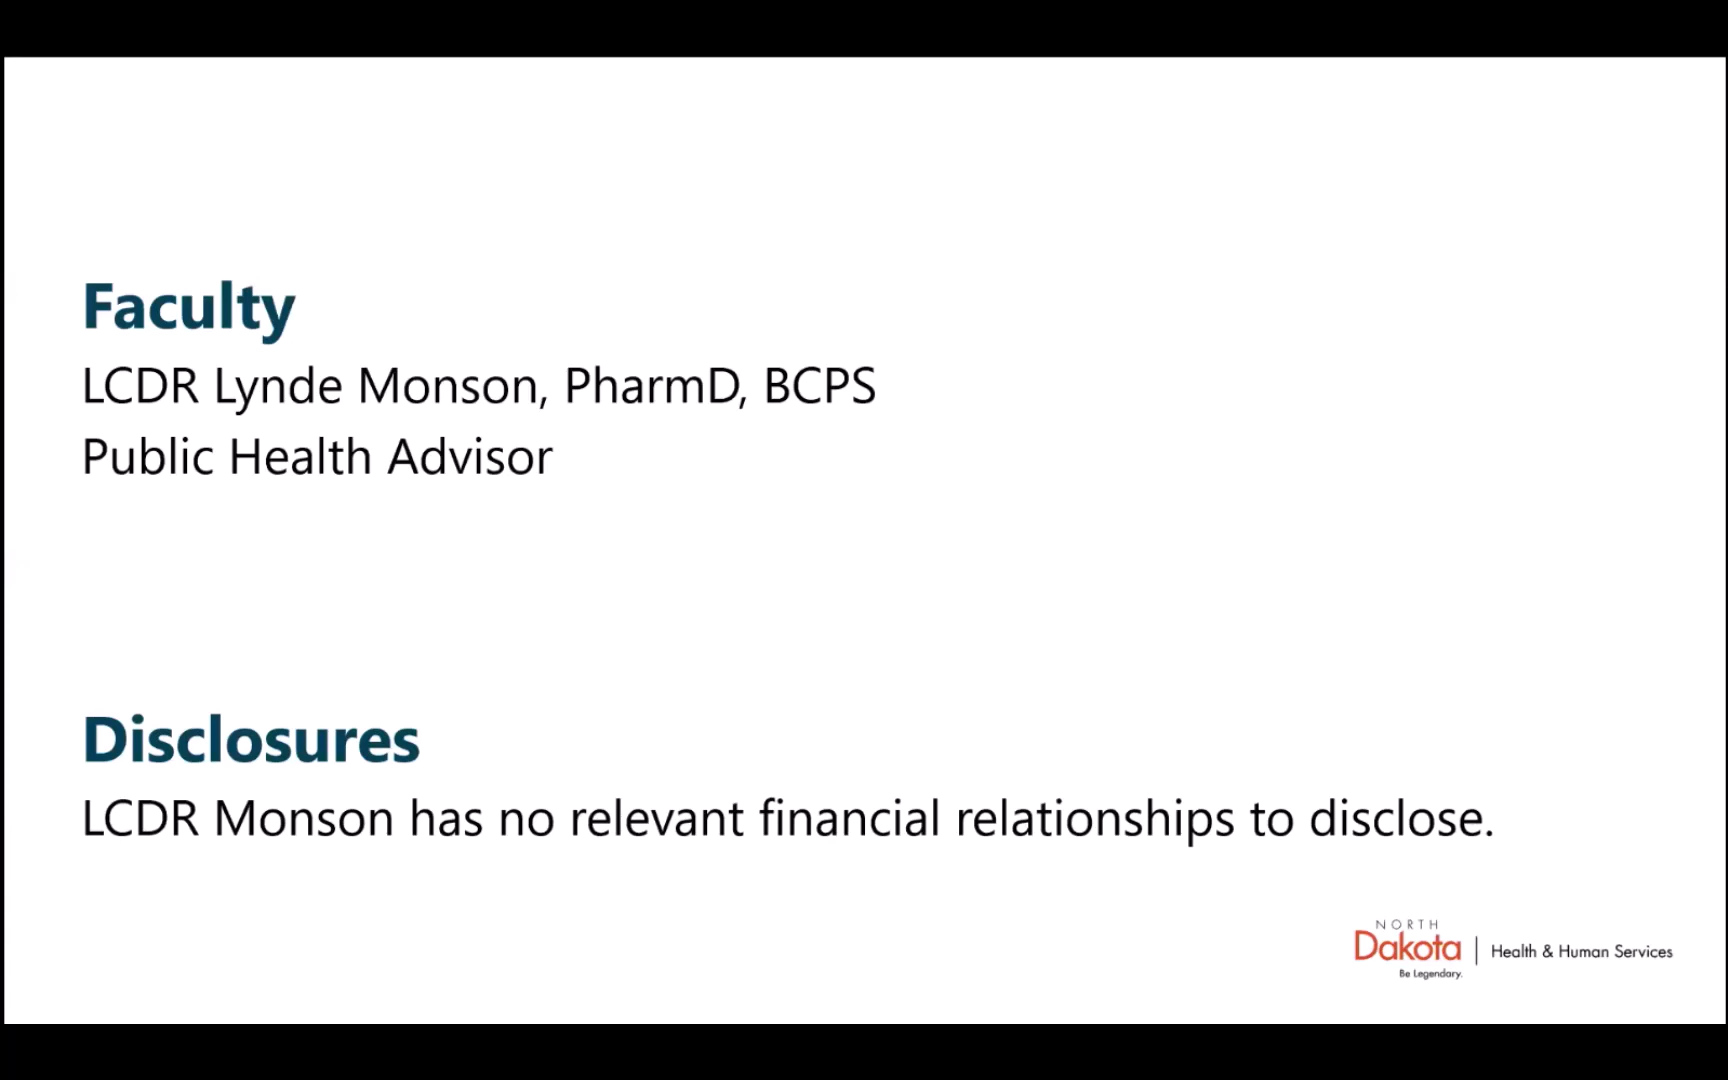 Faculty
LCDR Lynde Monson, PharmD, BCPS
Public Health Advisor
Disclosures
LCDR Monson has no relevant financial relationships to disclose.
NORTH
Dakota | Health & Human Services
Be Legendary.